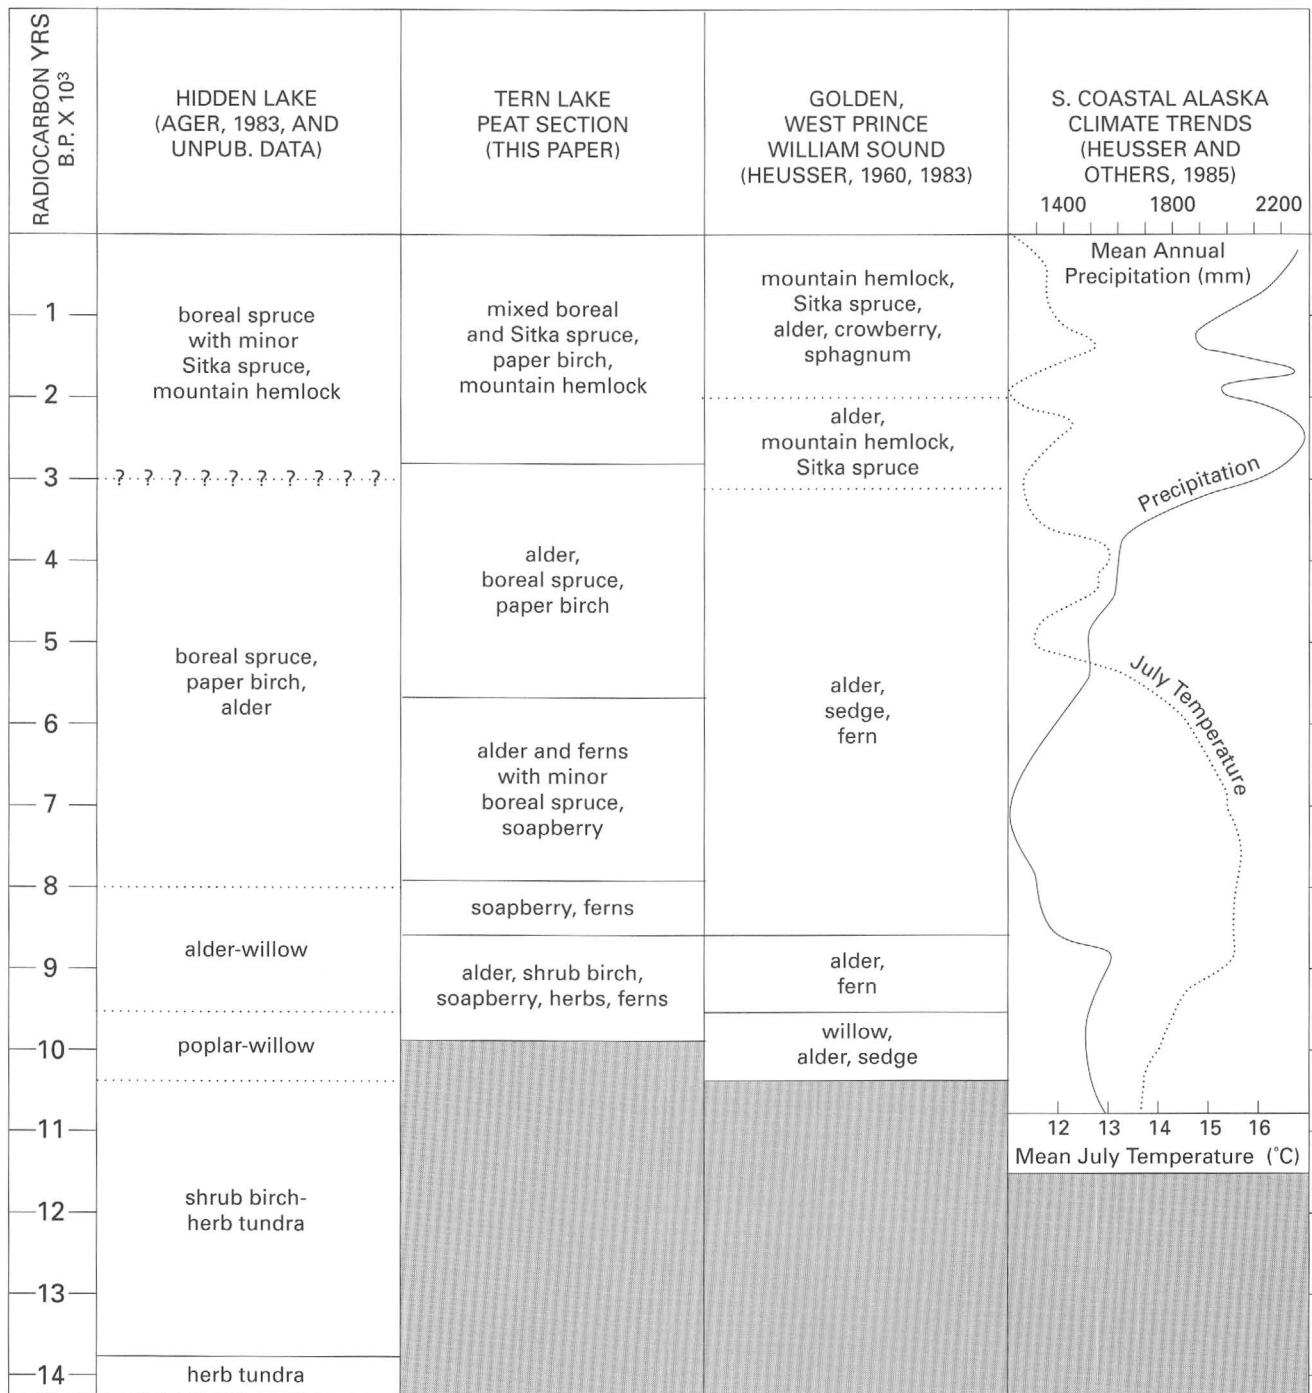 RADIOCARBON YRS
B.P. X 10³
HIDDEN LAKE
(AGER, 1983, AND
UNPUB. DATA)
TERN LAKE
PEAT SECTION
(THIS PAPER)
GOLDEN,
WEST PRINCE
WILLIAM SOUND
(HEUSSER, 1960, 1983)
S. COASTAL ALASKA
CLIMATE TRENDS
(HEUSSER AND
OTHERS, 1985)
1400 1800 2200
Mean Annual
Precipitation (mm)
1
2
3
4
5
6
7
8
9
10
11
12
13
14
boreal spruce
with minor
Sitka spruce,
mountain hemlock
? ? ? ? ? ? ? ? ? ?
boreal spruce,
paper birch,
alder
alder-willow
poplar-willow
shrub birch-
herb tundra
herb tundra
mixed boreal
and Sitka spruce,
paper birch,
mountain hemlock
alder,
boreal spruce,
paper birch
alder and ferns
with minor
boreal spruce,
soapberry
soapberry, ferns
alder, shrub birch,
soapberry, herbs, ferns
mountain hemlock,
Sitka spruce,
alder, crowberry,
sphagnum
alder,
mountain hemlock,
Sitka spruce
alder,
sedge,
fern
alder,
fern
willow,
alder, sedge
Precipitation
July Temperature
12 13 14 15 16
Mean July Temperature (°C)